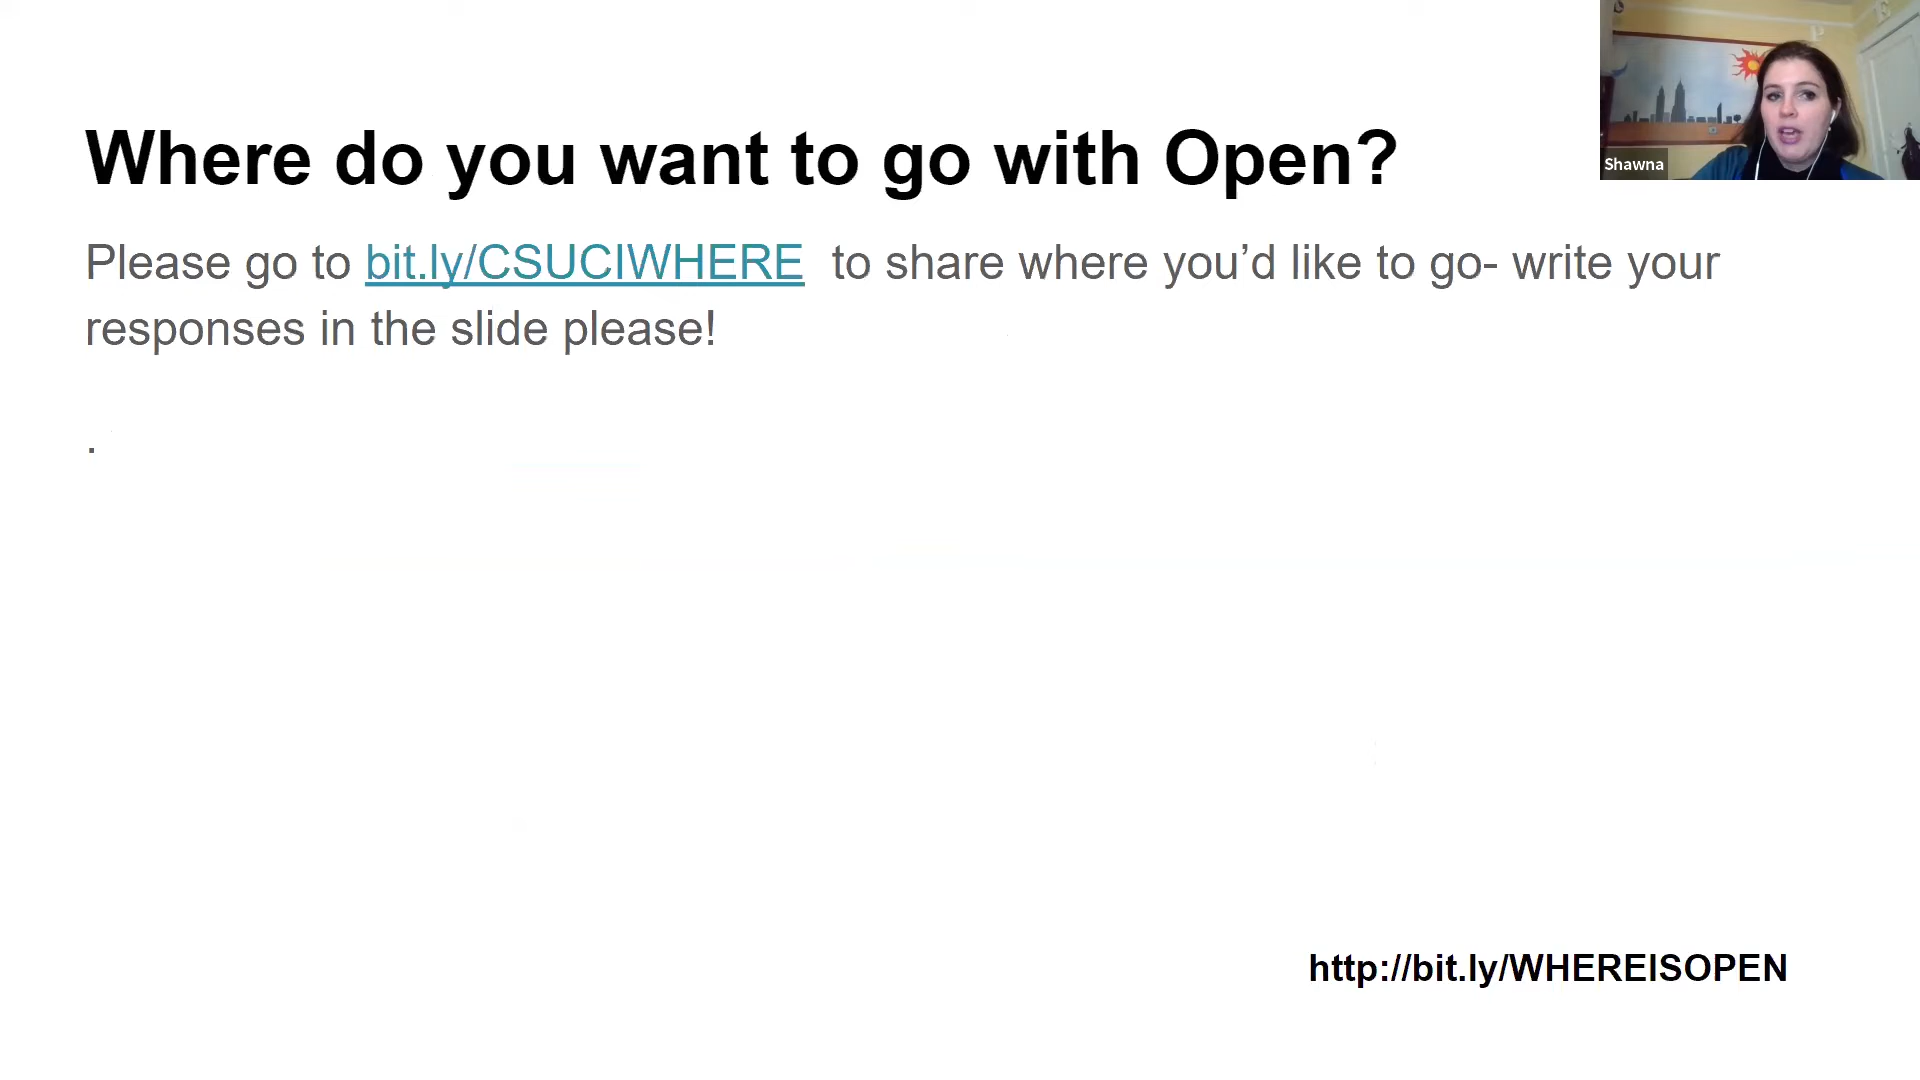 Where do you want to go with Open?
Please go to bit.ly/CSUCIWHERE  to share where you’d like to go- write your
responses in the slide please!
.
http://bit.ly/WHEREISOPEN
Shawna